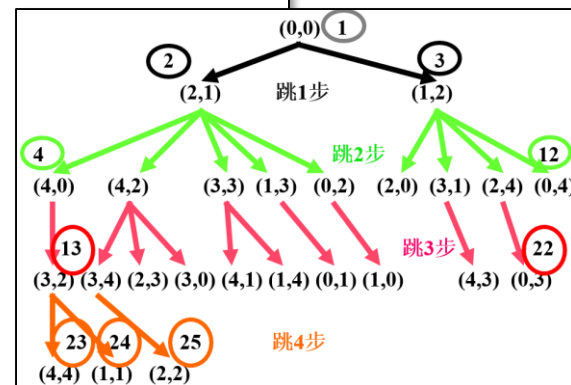 (0,0) 1
2 3
(2,1) 跳1步 (1,2)
4 跳2步 12
(4,0) (4,2) (3,3) (1,3) (0,2) (2,0) (3,1) (2,4) (0,4)
13 跳3步 22
(3,2) (3,4) (2,3) (3,0) (4,1) (1,4) (0,1) (1,0) (4,3) (0,3)
23 24 25 跳4步
(4,4) (1,1) (2,2)